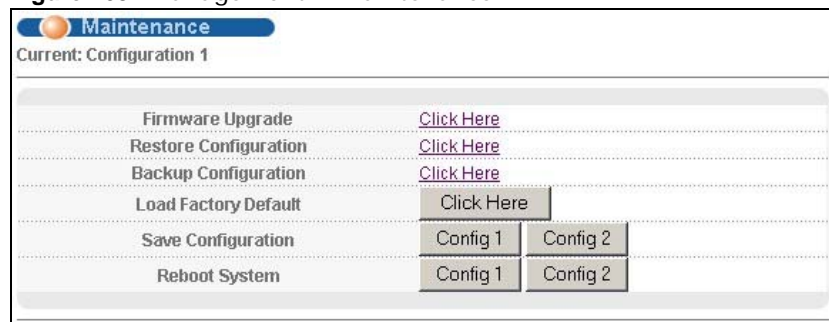 Maintenance
Current: Configuration 1
Firmware Upgrade Click Here
Restore Configuration Click Here
Backup Configuration Click Here
Load Factory Default Click Here
Save Configuration Config 1 Config 2
Reboot System Config 1 Config 2